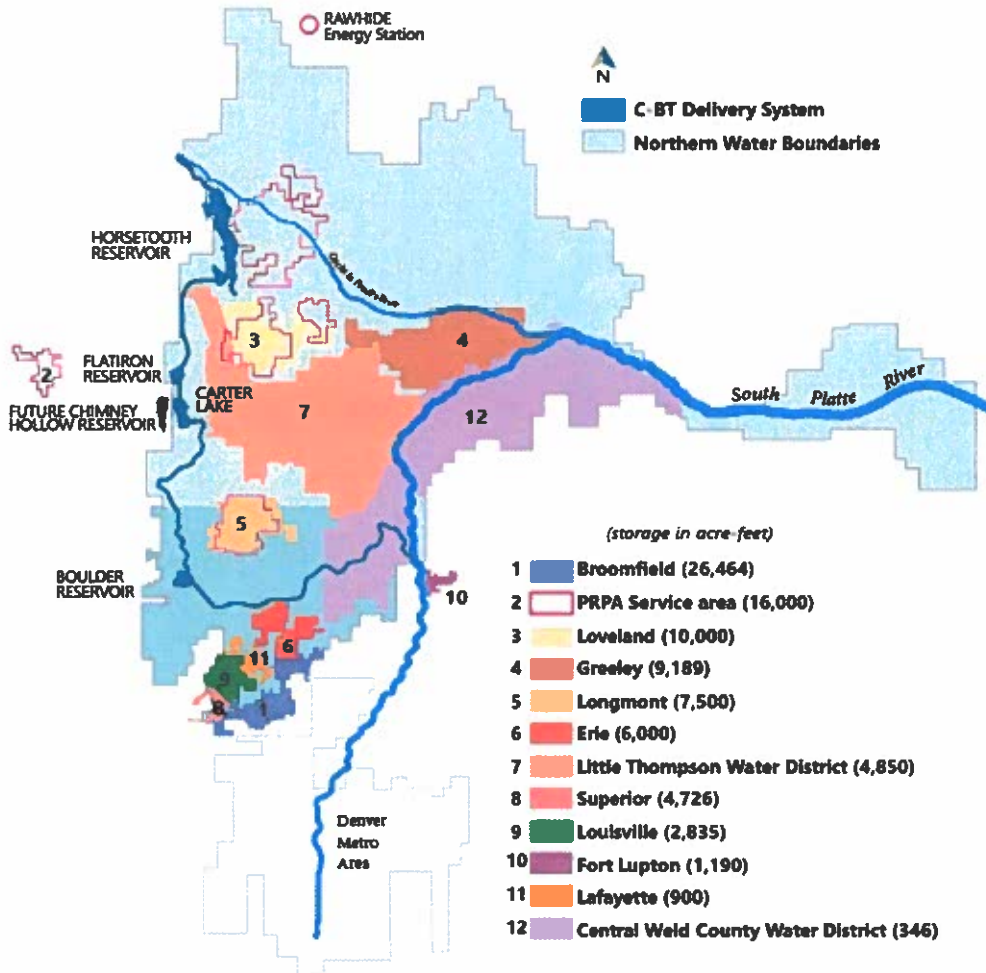 RAWHIDE
Energy Station
N
C-BT Delivery System
Northern Water Boundaries
HORSETOOTH
RESERVOIR
3
4
2
FLATIRON
RESERVOIR
CARTER
LAKE
7
12
South Platte River
FUTURE CHIMNEY
HOLLOW RESERVOIR
5
BOULDER
RESERVOIR
10
6
11
9
8
1
Denver
Metro
Area
(storage in acre-feet)
1 Broomfield (26,464)
2 PRPA Service area (16,000)
3 Loveland (10,000)
4 Greeley (9,189)
5 Longmont (7,500)
6 Erie (6,000)
7 Little Thompson Water District (4,850)
8 Superior (4,726)
9 Louisville (2,835)
10 Fort Lupton (1,190)
11 Lafayette (900)
12 Central Weld County Water District (346)